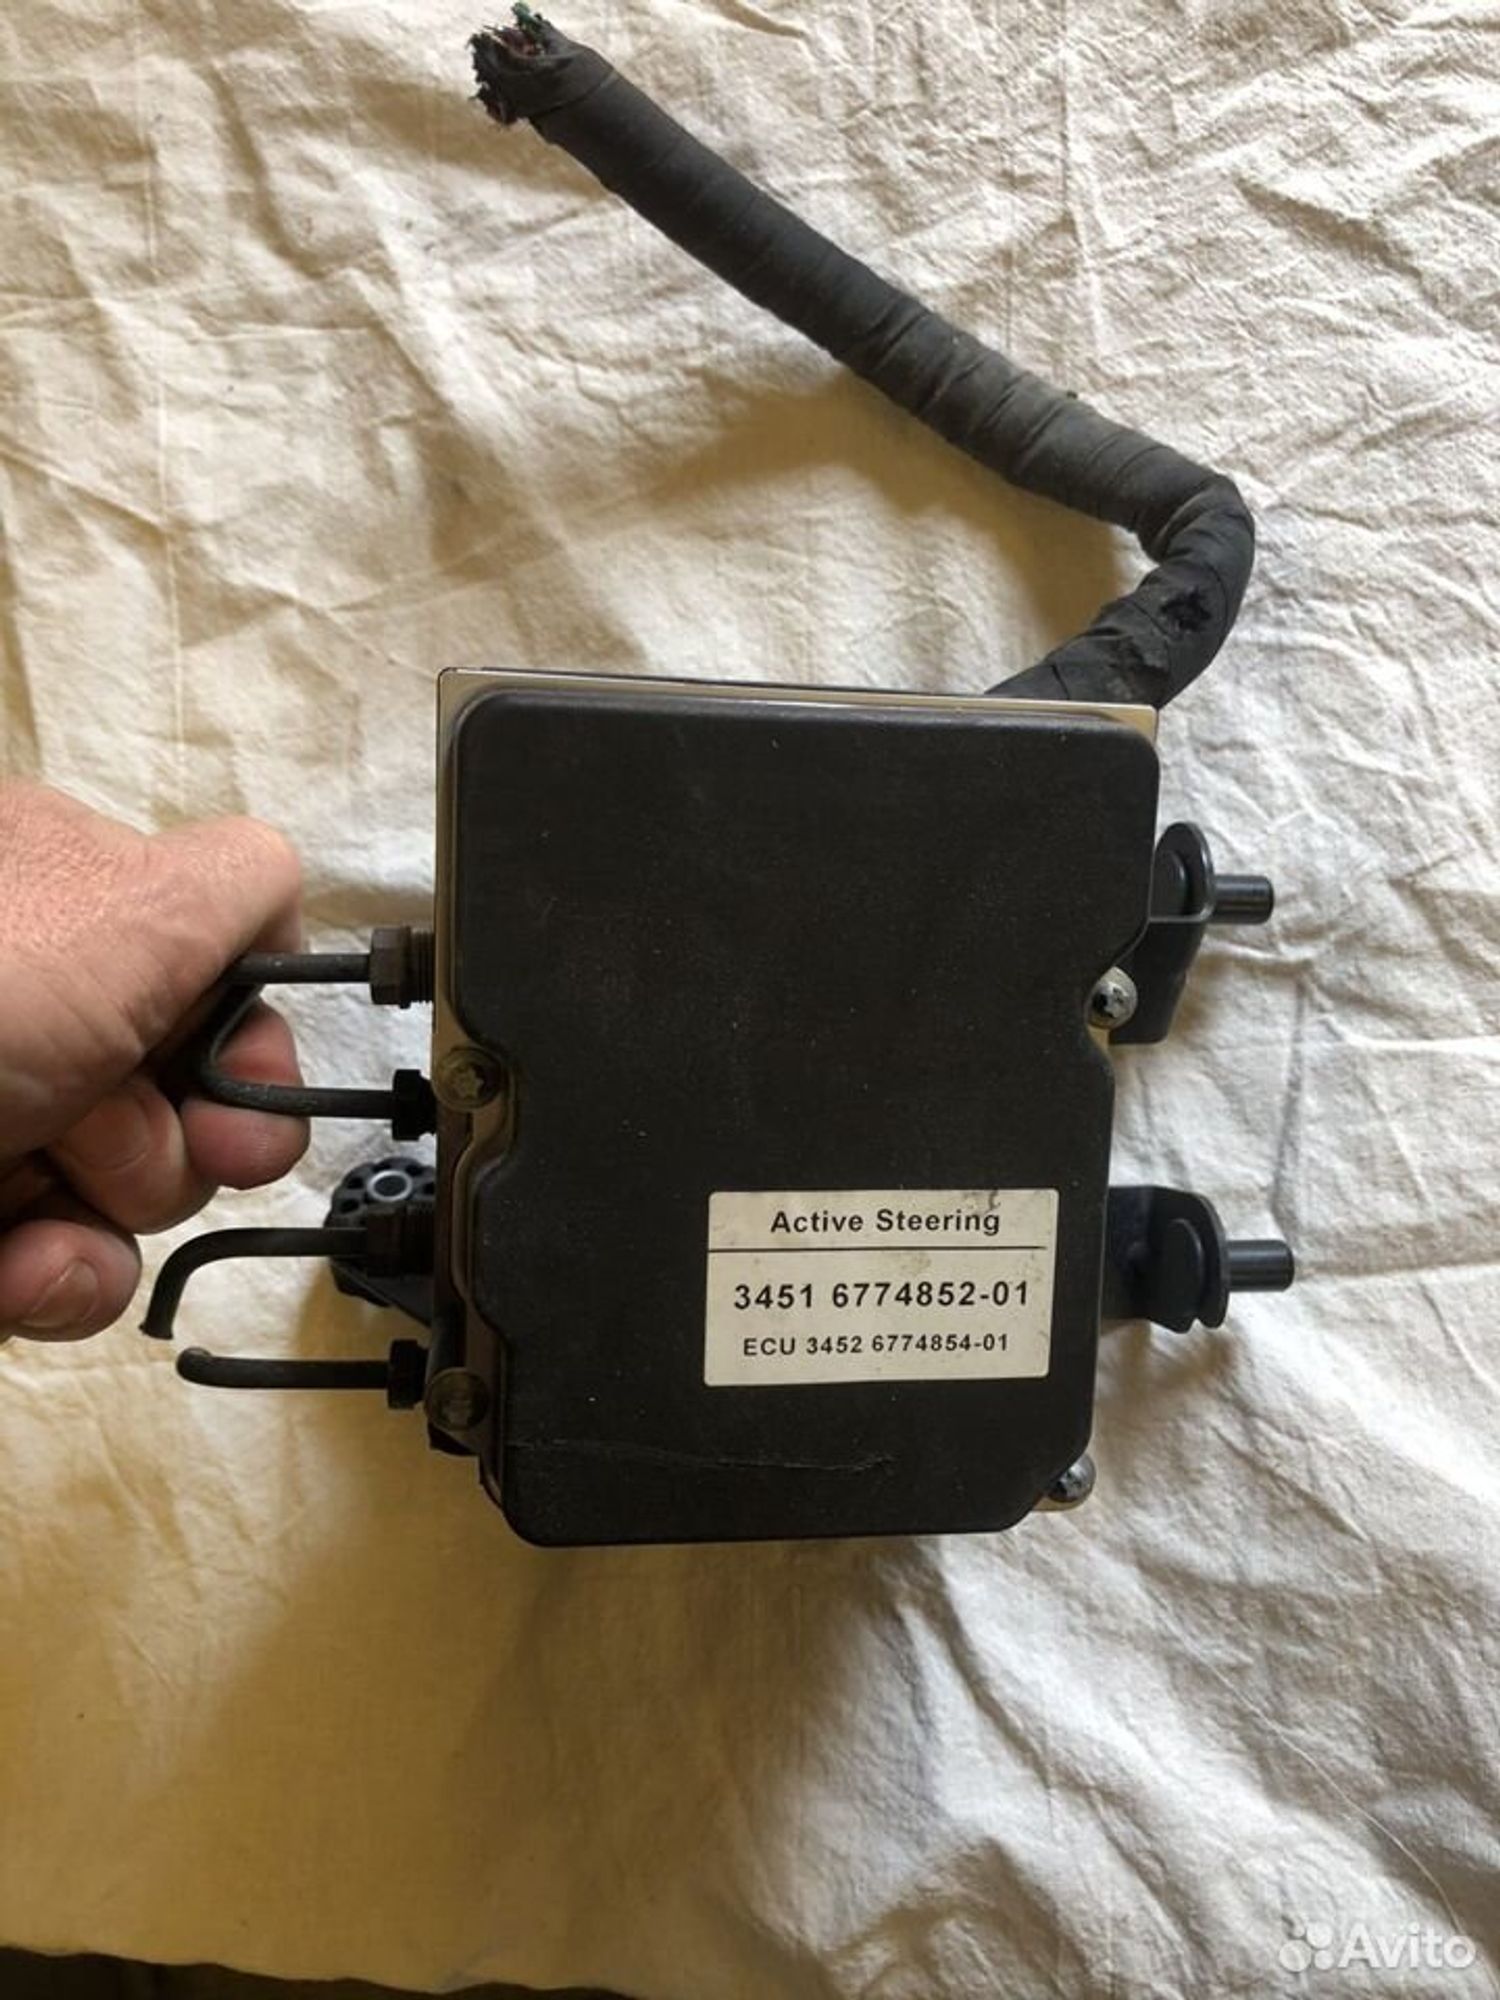 Active Steering
3451 6774852-01
ECU 3452 6774854-01
Avito